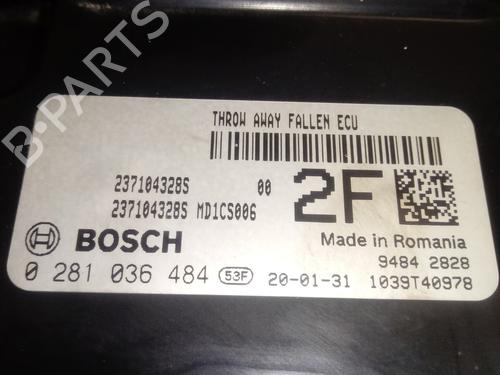 B-PARTS
THROW AWAY FALLEN ECU
237104328S 00
237104328S MD1CS006
2F
BOSCH
Made in Romania
9484 2828
0 281 036 484 53F 20-01-31 1039T40978